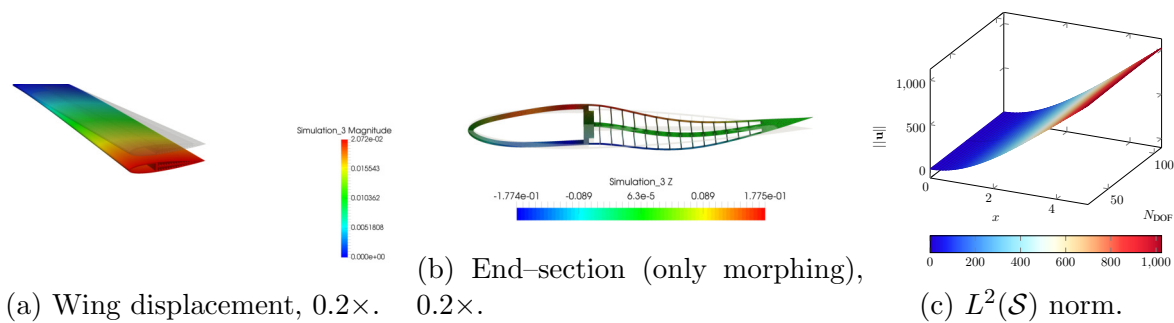 Simulation_3 Magnitude
2.072e-02
0.015543
0.010362
0.0051808
0.000e+00
(a) Wing displacement, 0.2×.
Simulation_3 Z
-1.774e-01 -0.089 6.3e-5 0.089 1.775e-01
(b) End–section (only morphing),
0.2×.
1,000
500
0
||u||
0 2 4
x
50 100
N_DOF
0 200 400 600 800 1,000
(c) L²(𝒮) norm.